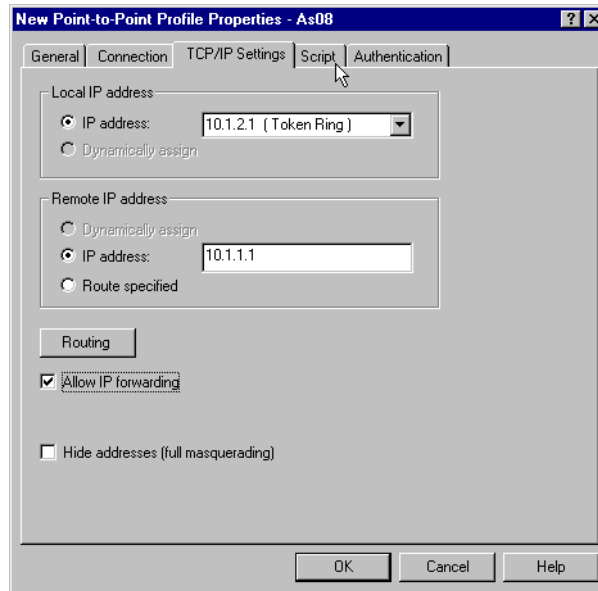 New Point-to-Point Profile Properties - As08
General Connection TCP/IP Settings Script Authentication
Local IP address
IP address: 10.1.2.1 ( Token Ring )
Dynamically assign
Remote IP address
Dynamically assign
IP address: 10.1.1.1
Route specified
Routing
Allow IP forwarding
Hide addresses (full masquerading)
OK Cancel Help